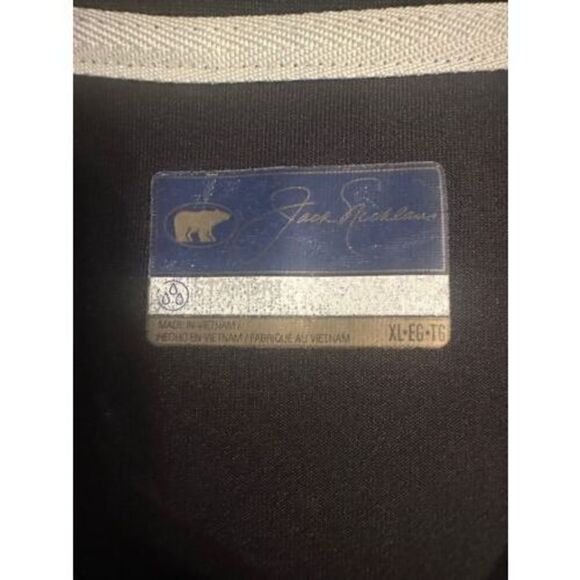 Jack Nicklaus
MADE IN VIETNAM /
HECHO EN VIETNAM / FABRIQUÉ AU VIETNAM
XL•EG•TG